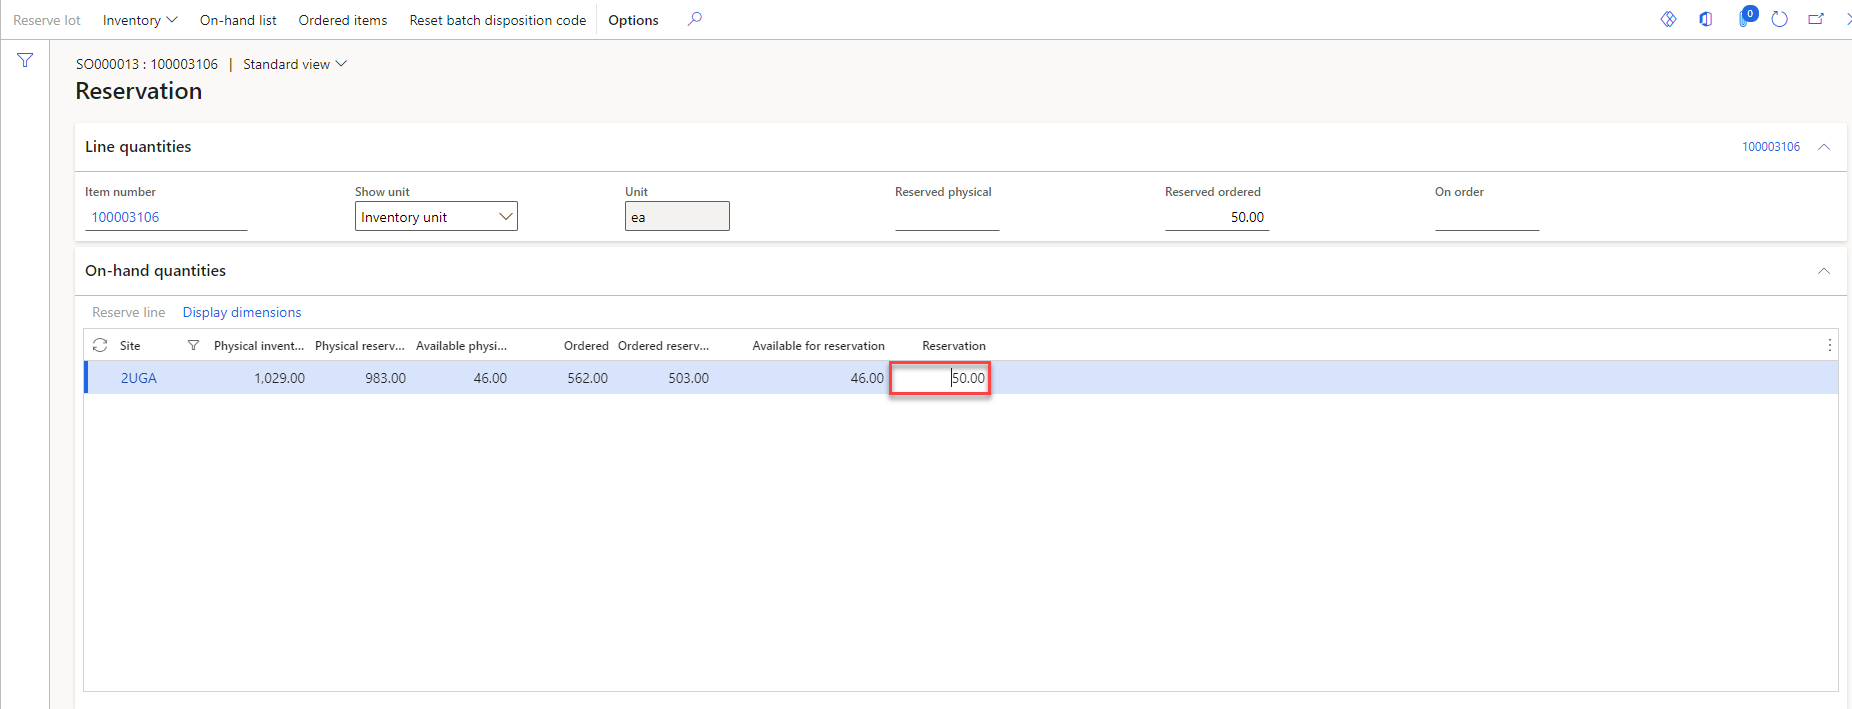 Reserve lot Inventory On-hand list Ordered items Reset batch disposition code Options 0
SO000013 : 100003106 | Standard view
Reservation
Line quantities 100003106
Item number Show unit Unit Reserved physical Reserved ordered On order
100003106 Inventory unit ea 50.00
On-hand quantities
Reserve line Display dimensions
Site Physical invent... Physical reserv... Available physi... Ordered Ordered reserv... Available for reservation Reservation
2UGA 1,029.00 983.00 46.00 562.00 503.00 46.00 50.00